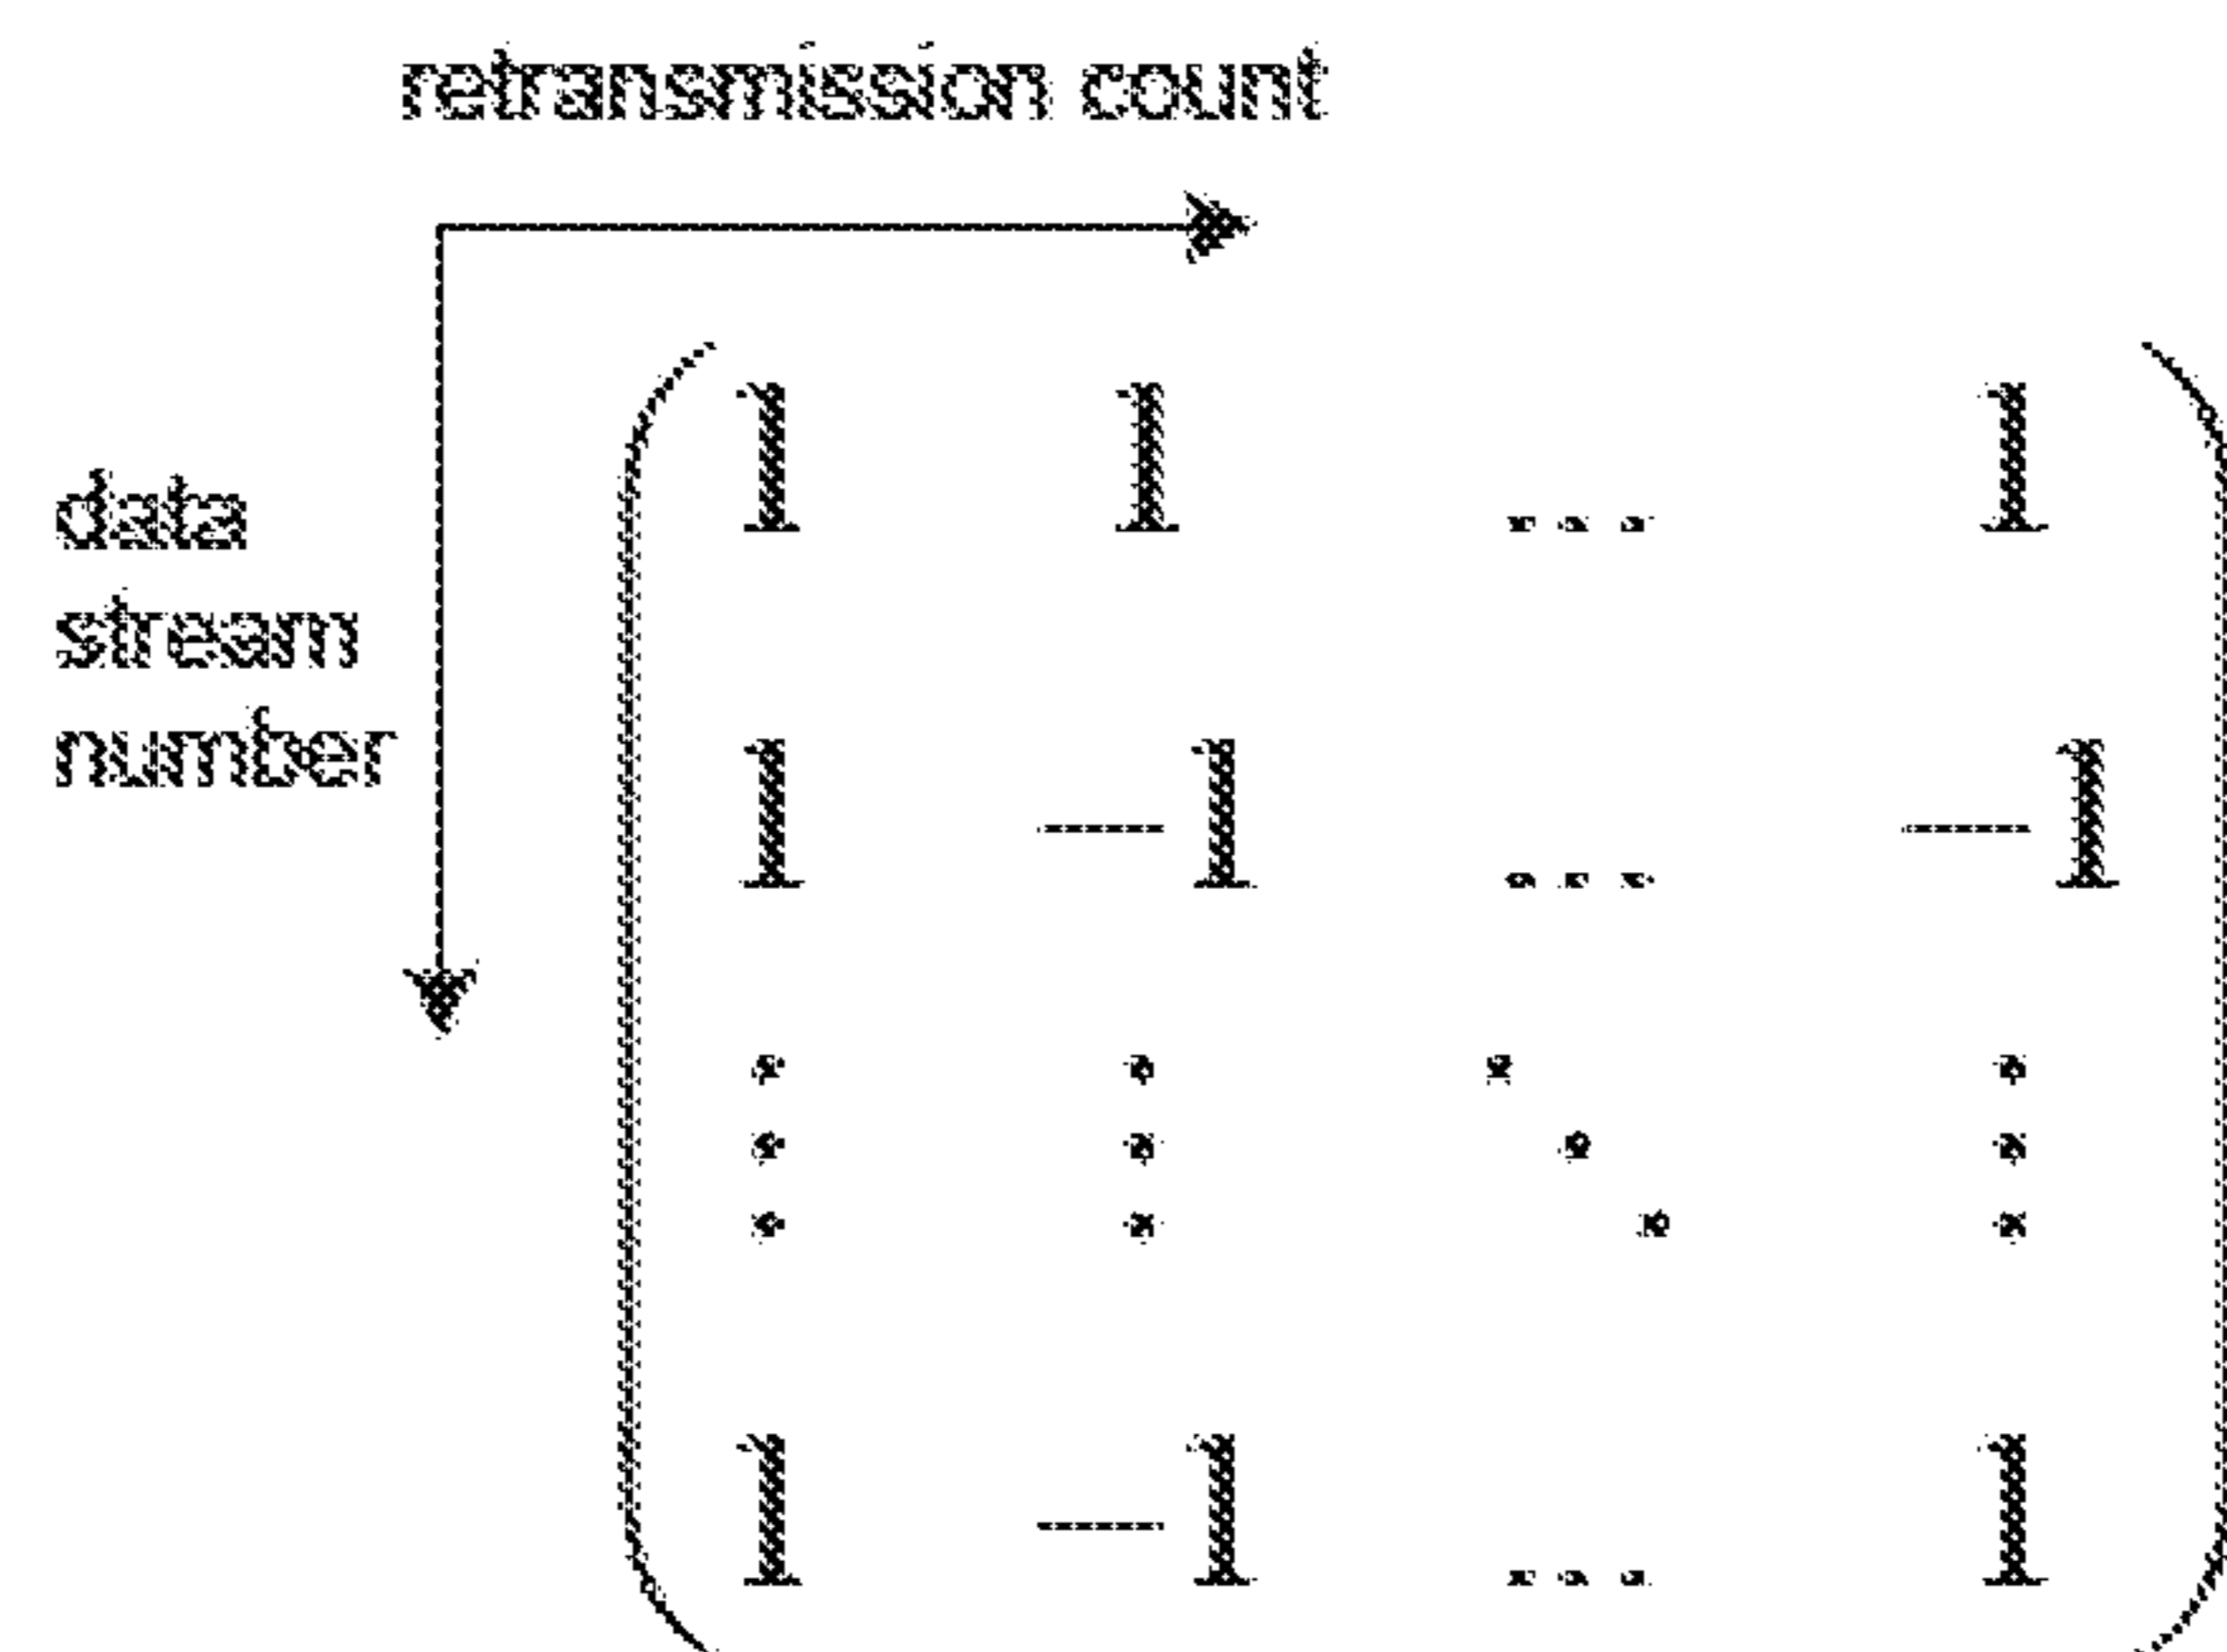 retransmission count
data
stream
number
1 1 ... 1
1 —1 ... —1
1 —1 ... 1